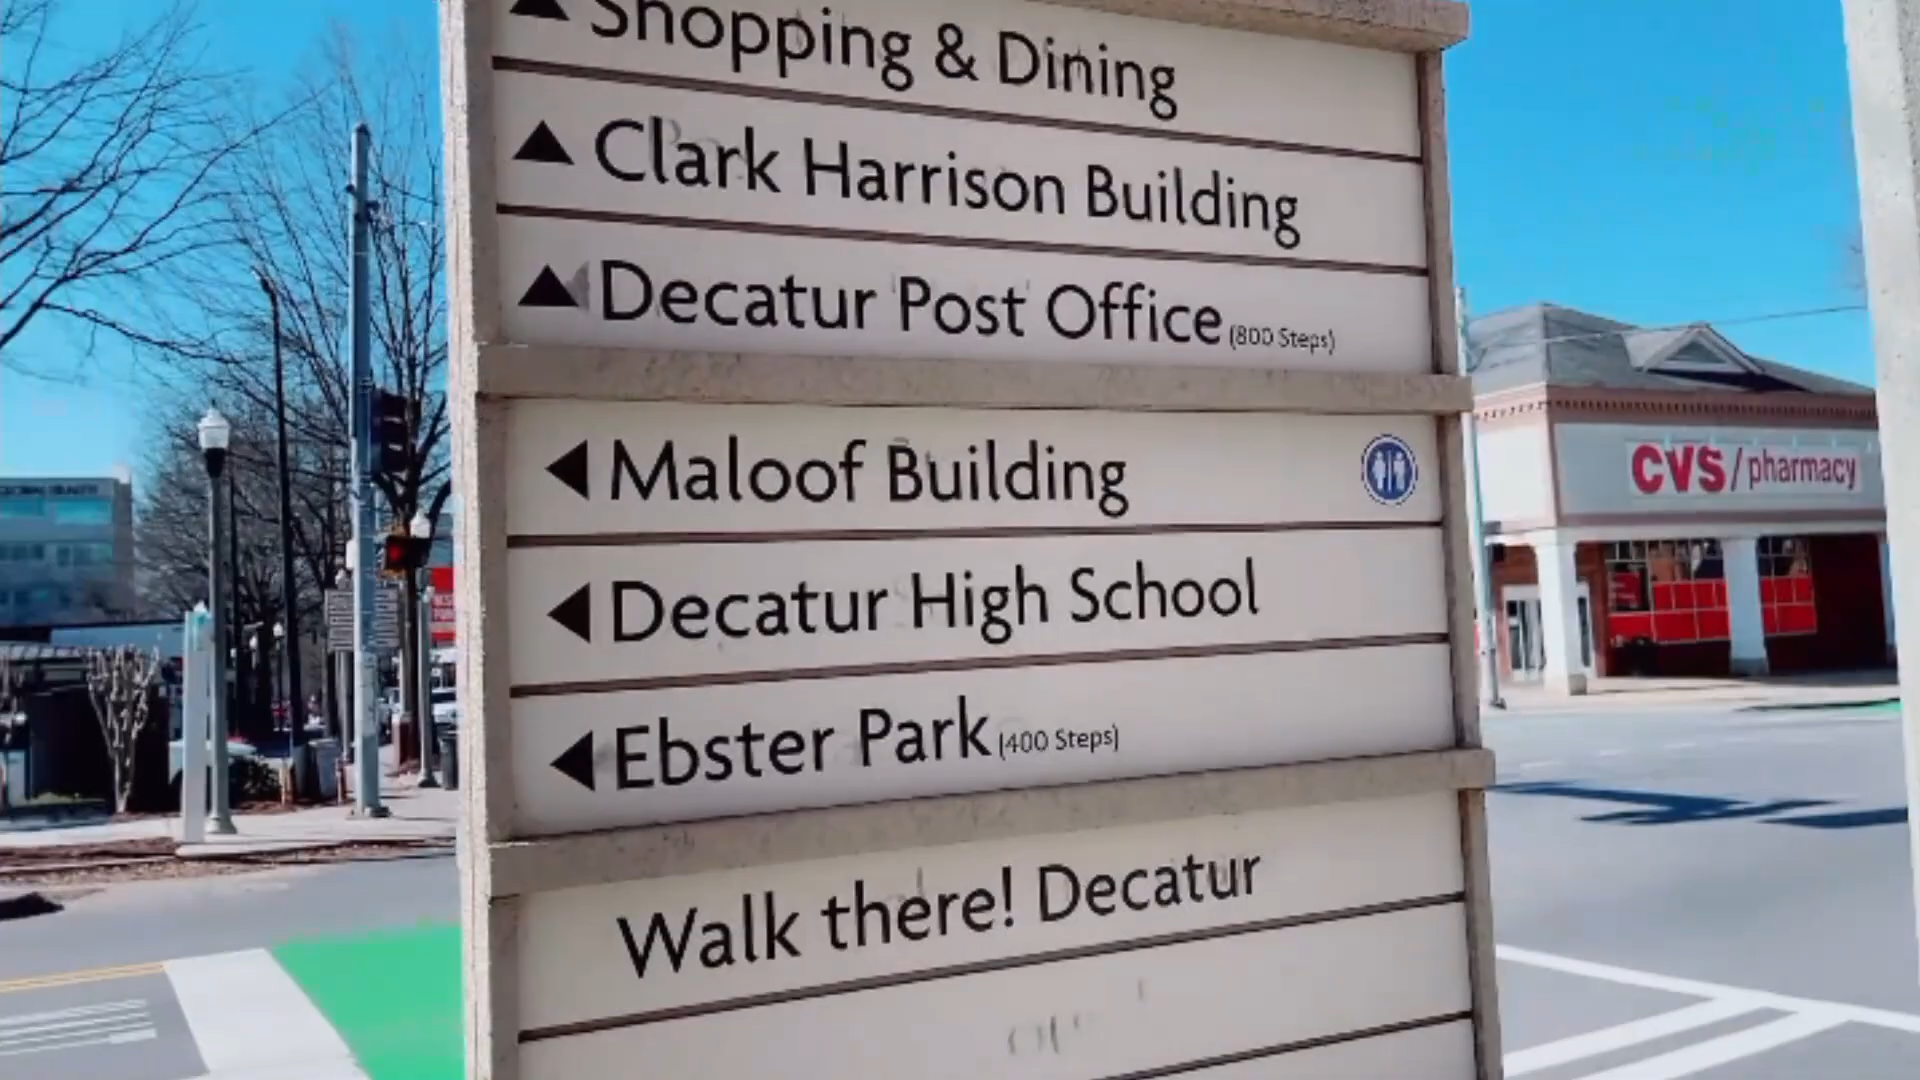 Shopping & Dining
Clark Harrison Building
Decatur Post Office (800 Steps)
Maloof Building
Decatur High School
Ebster Park (400 Steps)
Walk there! Decatur
CVS/pharmacy